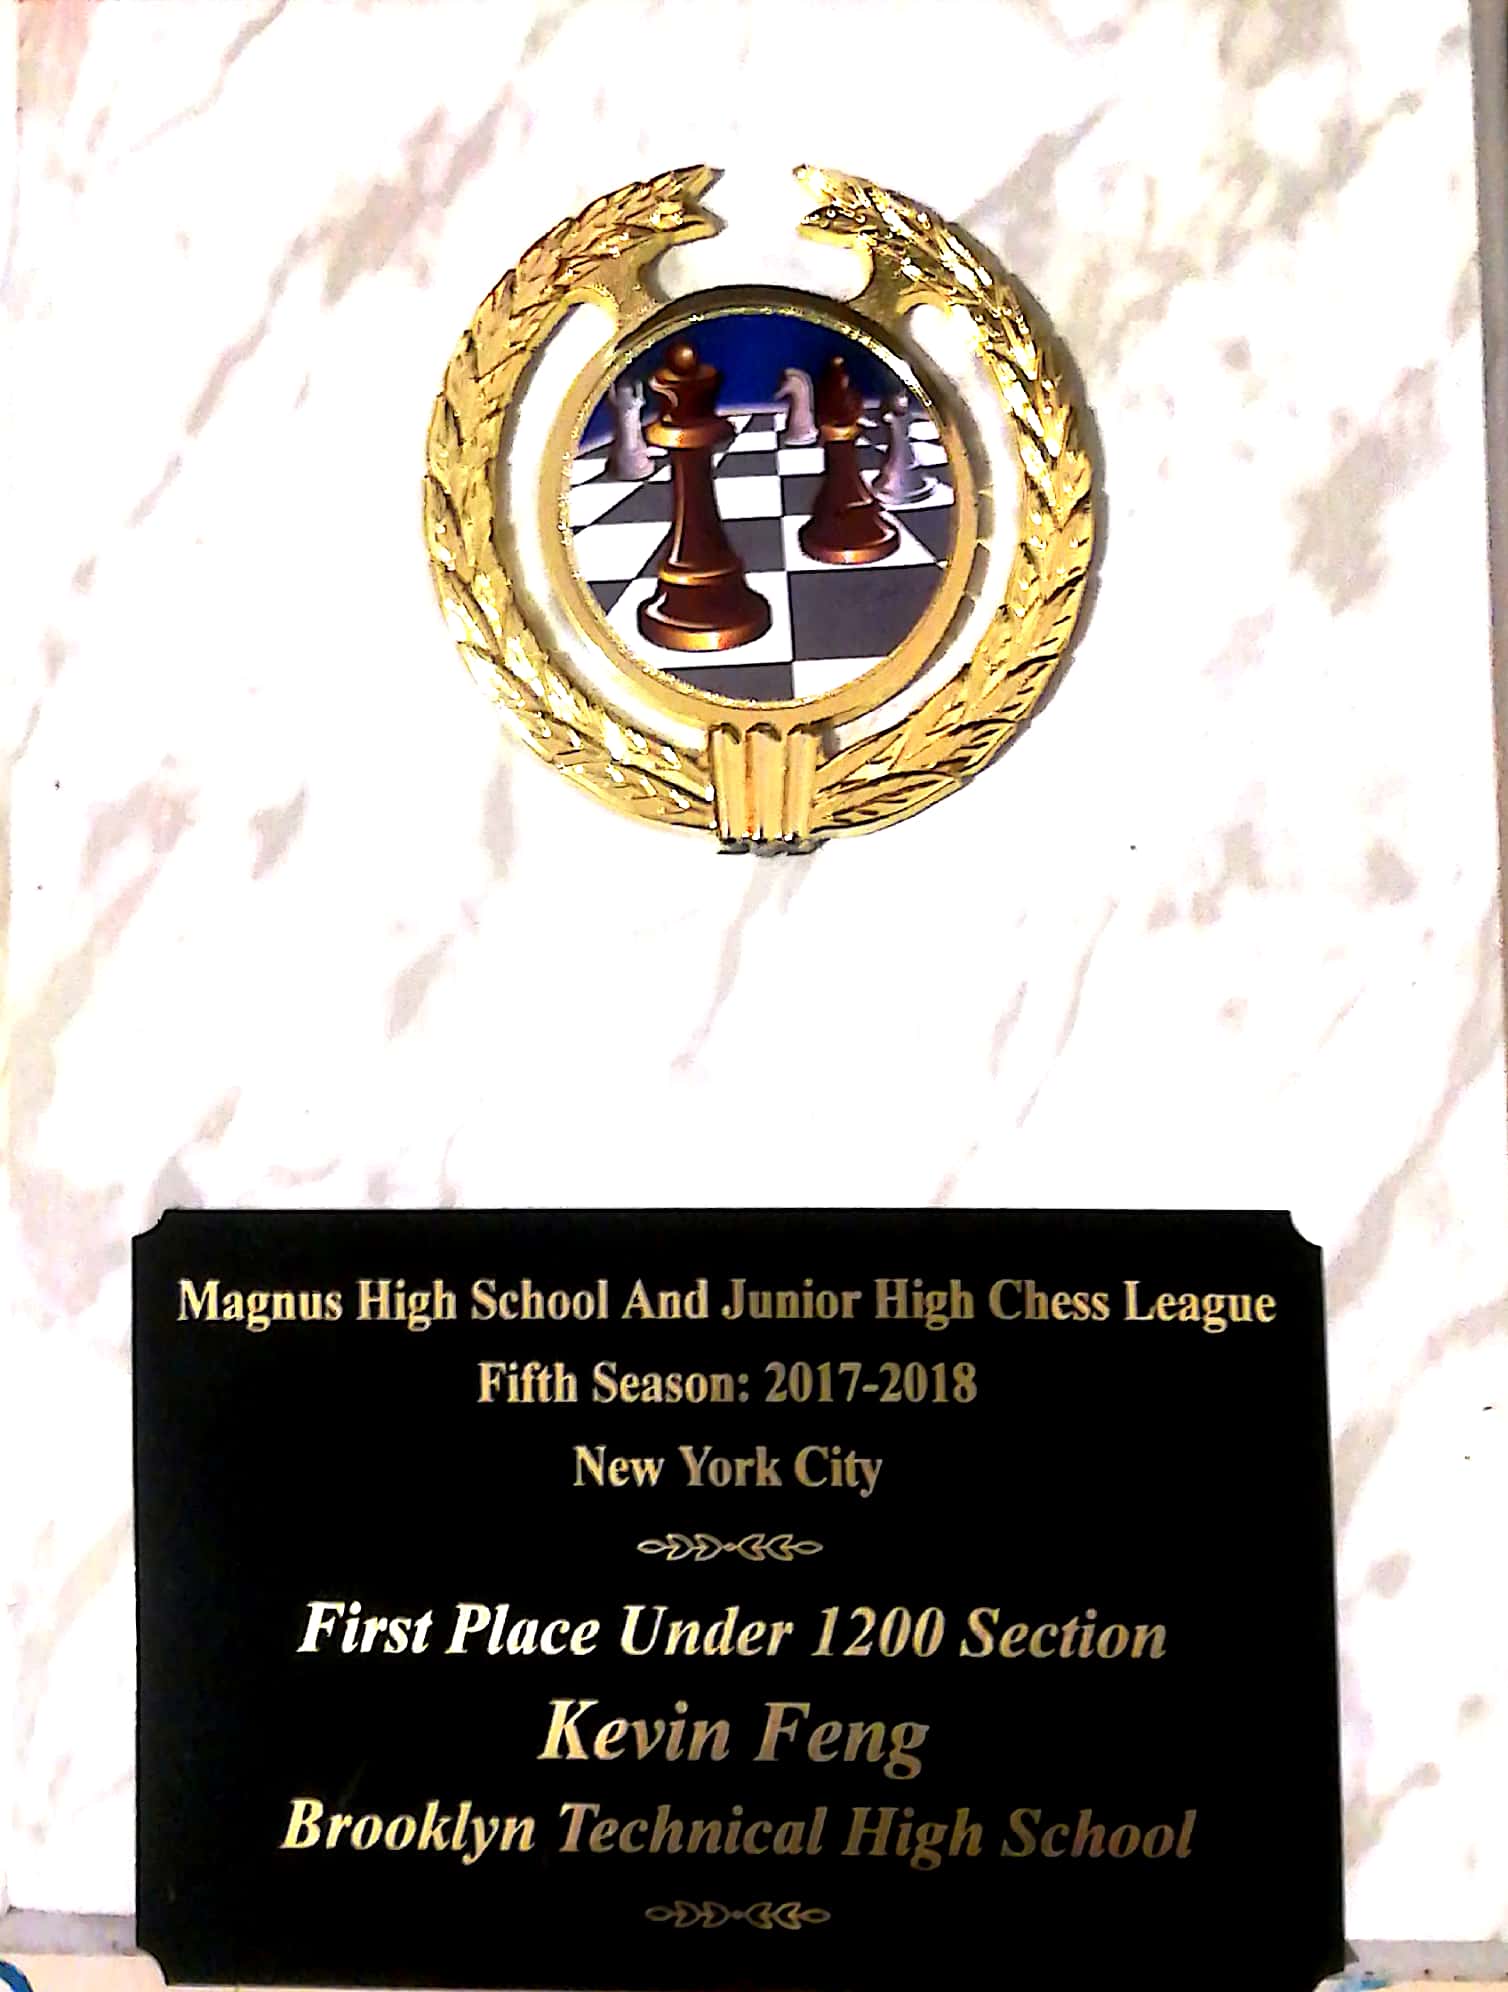 Magnus High School And Junior High Chess League
Fifth Season: 2017-2018
New York City
First Place Under 1200 Section
Kevin Feng
Brooklyn Technical High School